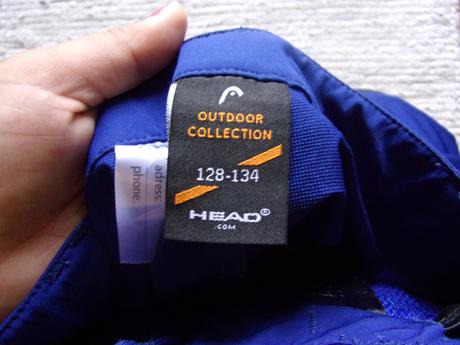 OUTDOOR
COLLECTION
128-134
HEAD®
.COM
adress:
phone: